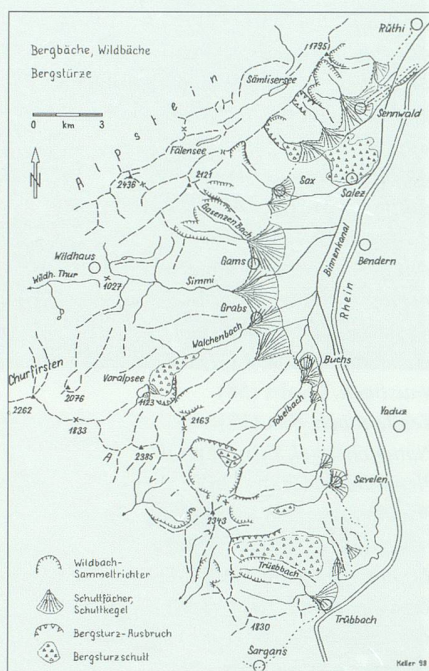 Bergbäche, Wildbäche
Bergstürze
0 km 3
N
Alpstein
Rüthi
1795
Sämtisersee
Sennwald
Fälensee
2436
2121
Sax
Salez
Gasenzen Bach
Wildhaus
Gams
Bendern
Binnenkanal
Rhein
Wildh. Thur
1027
Simmi
Grabs
Walchenbach
Buchs
Churfirsten
Voralpsee
1123
2076
2262
1833
2163
Tobelbach
Vaduz
A
2385
Sevelen
2343
Trüebbach
Trübbach
1830
Sargans
Wildbach-
Sammeltrichter
Schuttfächer,
Schuttkegel
Bergsturz-Ausbruch
Bergsturzschutt
Keller 98